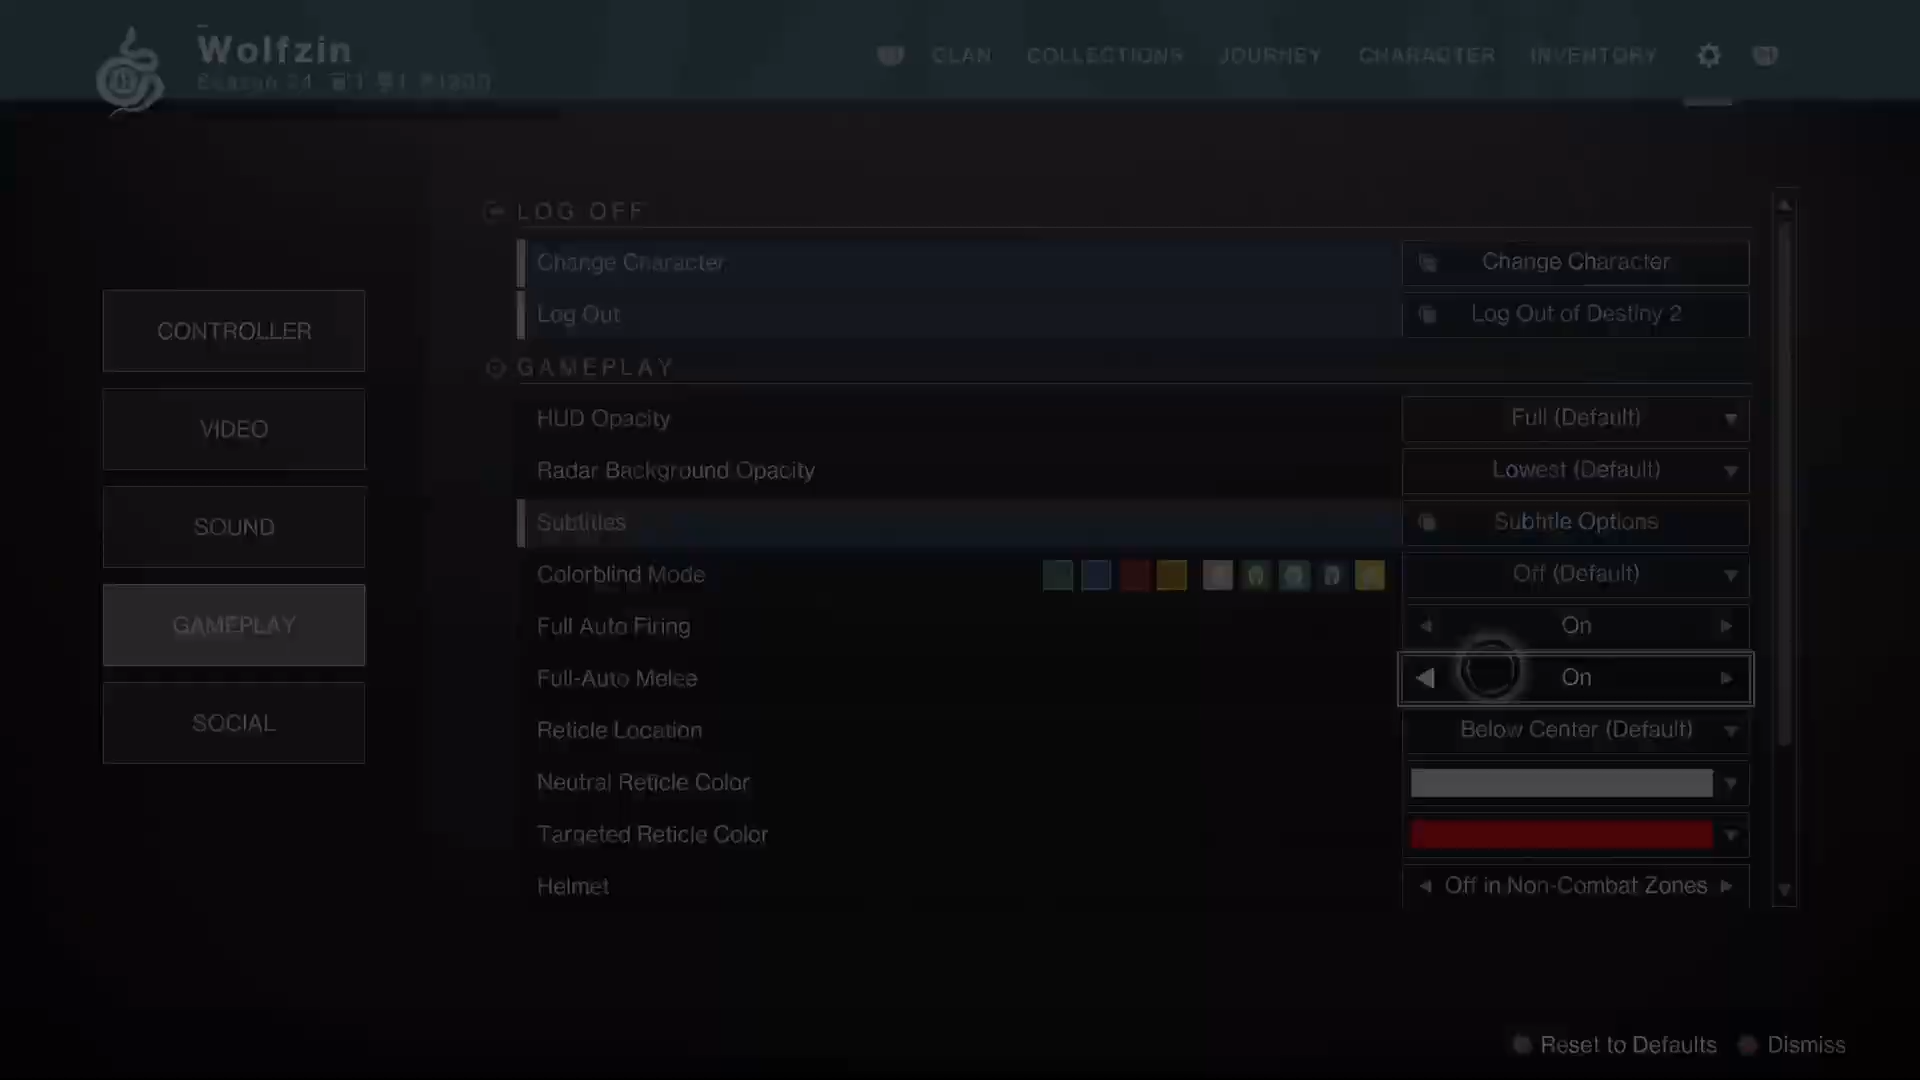 Wolfzin
CLAN COLLECTIONS JOURNEY CHARACTER INVENTORY
LOG OFF
Change Character Change Character
Log Out Log Out of Destiny 2
GAMEPLAY
HUD Opacity Full (Default)
Radar Background Opacity Lowest (Default)
Subtitles Subtitle Options
Colorblind Mode Off (Default)
Full Auto Firing On
Full-Auto Melee On
Reticle Location Below Center (Default)
Neutral Reticle Color
Targeted Reticle Color
Helmet Off in Non-Combat Zones
CONTROLLER
VIDEO
SOUND
GAMEPLAY
SOCIAL
Reset to Defaults Dismiss